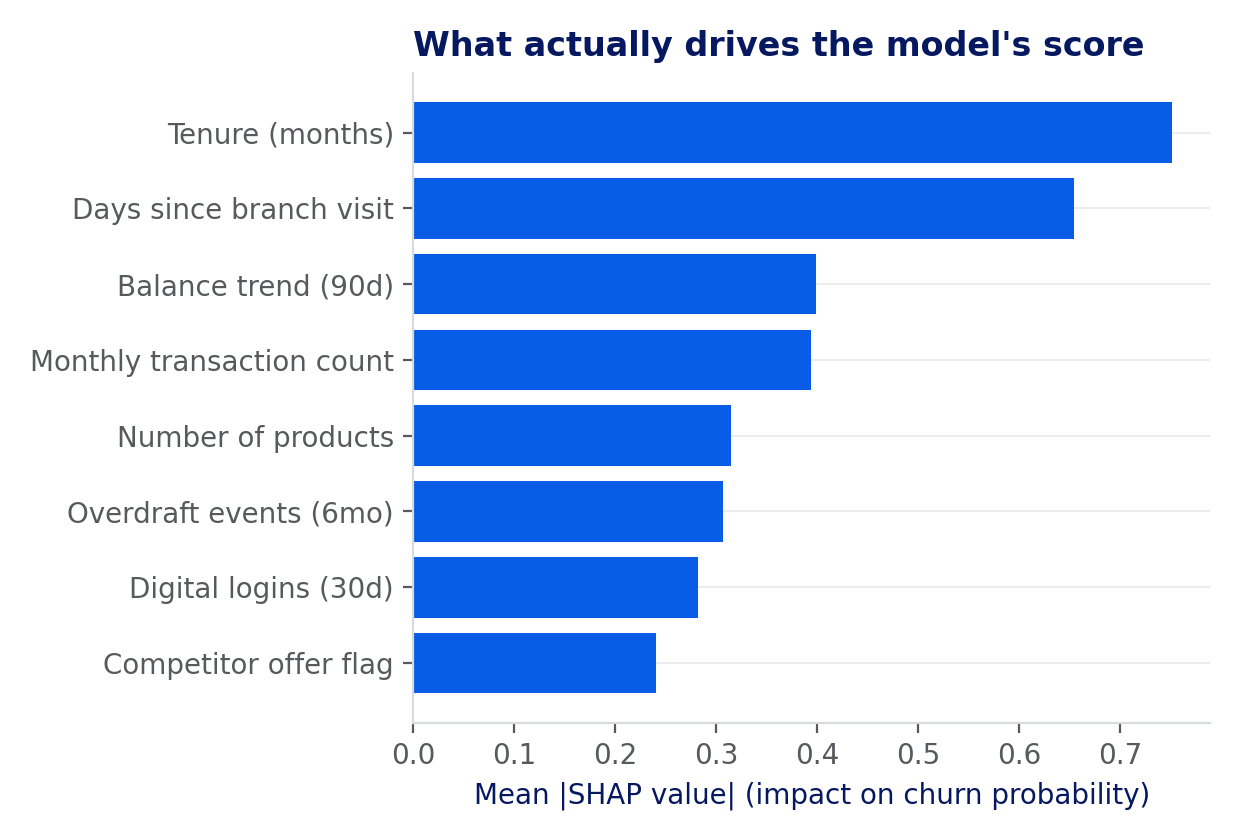 What actually drives the model's score
Tenure (months)
Days since branch visit
Balance trend (90d)
Monthly transaction count
Number of products
Overdraft events (6mo)
Digital logins (30d)
Competitor offer flag
0.0 0.1 0.2 0.3 0.4 0.5 0.6 0.7
Mean |SHAP value| (impact on churn probability)